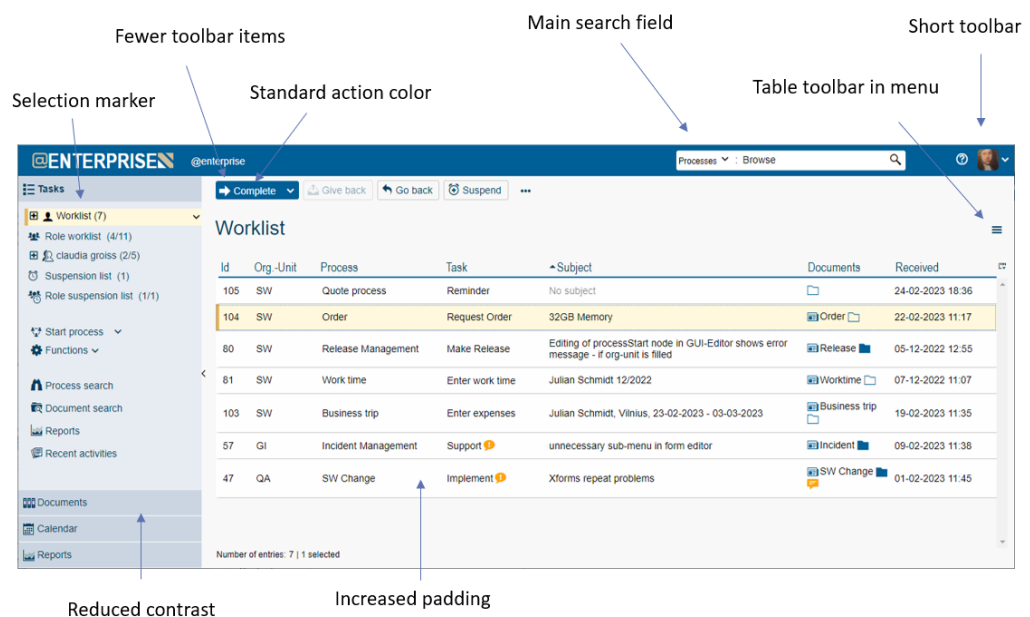 Main search field
Short toolbar
Fewer toolbar items
Table toolbar in menu
Standard action color
Selection marker
@ENTERPRISE @enterprise Processes : Browse
Tasks
Complete Give back Go back Suspend ...
Worklist (7)
Role worklist (4/11)
claudia groiss (2/5)
Suspension list (1)
Role suspension list (1/1)
Start process
Functions
Process search
Document search
Reports
Recent activities
Documents
Calendar
Reports
Worklist
Id Org.-Unit Process Task Subject Documents Received
105 SW Quote process Reminder No subject 24-02-2023 18:36
104 SW Order Request Order 32GB Memory Order 22-02-2023 11:17
80 SW Release Management Make Release Editing of processStart node in GUI-Editor shows error Release 05-12-2022 12:55
message - if org-unit is filled
81 SW Work time Enter work time Julian Schmidt 12/2022 Worktime 07-12-2022 11:07
103 SW Business trip Enter expenses Julian Schmidt, Vilnius, 23-02-2023 - 03-03-2023 Business trip 19-02-2023 11:35
57 GI Incident Management Support unnecessary sub-menu in form editor Incident 09-02-2023 11:38
47 QA SW Change Implement Xforms repeat problems SW Change 01-02-2023 11:45
Number of entries: 7 | 1 selected
Increased padding
Reduced contrast